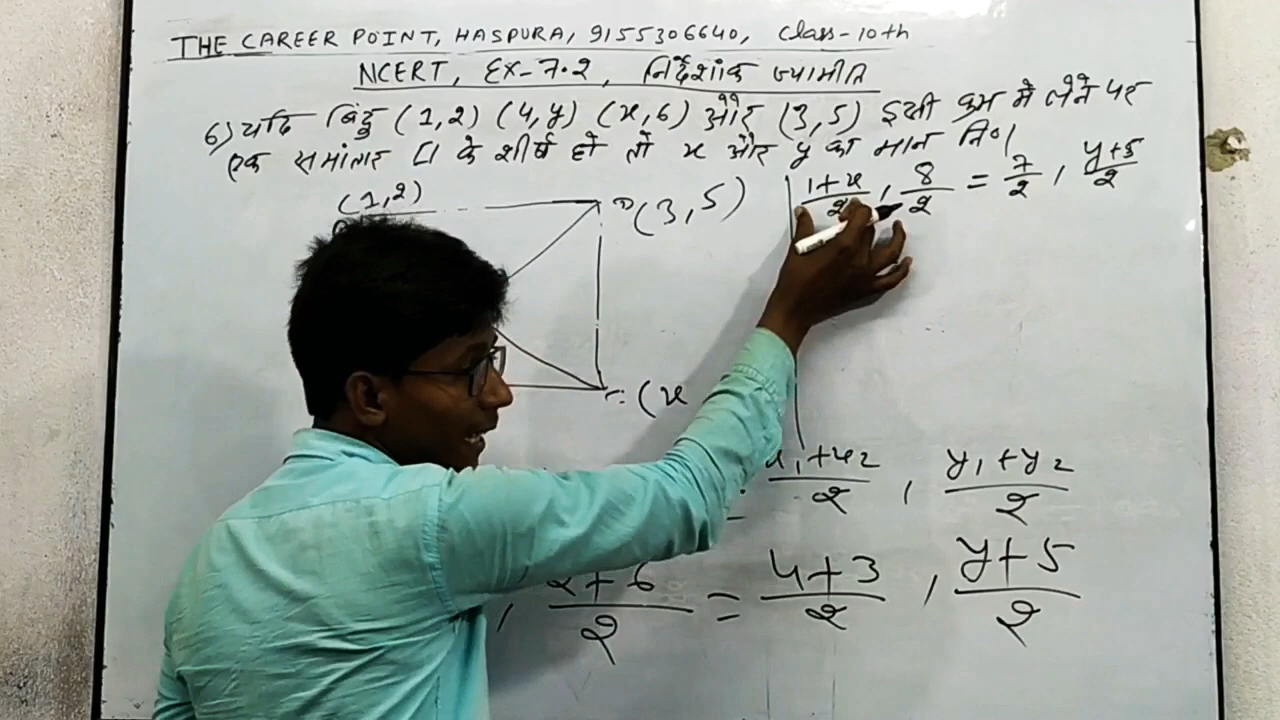 THE CAREER POINT, HASPURA, 9155306640, Class-10th
NCERT, EX-7.2, निर्देशांक ज्यामिति
6) यदि बिंदु (1,2) (4,y) (x,6) और (3,5) इसी क्रम में लेने पर
एक समांतर □ के शीर्ष हो तो x और y का मान नि०।
(1,2)
D(3,5)
1+x/2, 8/2 = 7/2, y+5/2
(x
x1+x2/2, y1+y2/2
, 2+6/2 = 4+3/2, y+5/2